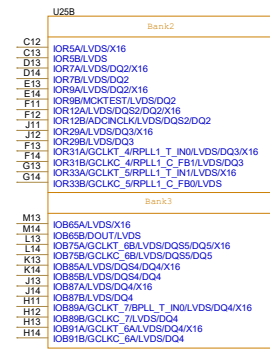 U25B
Bank2
C12 IOR5A/LVDS/X16
C13 IOR5B/LVDS
D13 IOR7A/LVDS/DQ2/X16
D14 IOR7B/LVDS/DQ2
E13 IOR9A/LVDS/DQ2/X16
E14 IOR9B/MCKTEST/LVDS/DQ2
F11 IOR12A/LVDS/DQS2/DQ2/X16
F12 IOR12B/ADCINCLK/LVDS/DQS2/DQ2
J11 IOR29A/LVDS/DQ3/X16
J12 IOR29B/LVDS/DQ3
F13 IOR31A/GCLKT_4/RPLL1_T_IN0/LVDS/DQ3/X16
F14 IOR31B/GCLKC_4/RPLL1_C_FB1/LVDS/DQ3
G13 IOR33A/GCLKT_5/RPLL1_T_IN1/LVDS/X16
G14 IOR33B/GCLKC_5/RPLL1_C_FB0/LVDS
Bank3
M13 IOB65A/LVDS/X16
M14 IOB65B/DOUT/LVDS
L13 IOB75A/GCLKT_6B/LVDS/DQS5/DQ5/X16
L14 IOB75B/GCLKC_6B/LVDS/DQS5/DQ5
K13 IOB85A/LVDS/DQS4/DQ4/X16
K14 IOB85B/LVDS/DQS4/DQ4
J13 IOB87A/LVDS/DQ4/X16
J14 IOB87B/LVDS/DQ4
H11 IOB89A/GCLKT_7/BPLL_T_IN0/LVDS/DQ4/X16
H12 IOB89B/GCLKC_7/LVDS/DQ4
H13 IOB91A/GCLKT_6A/LVDS/DQ4/X16
H14 IOB91B/GCLKC_6A/LVDS/DQ4